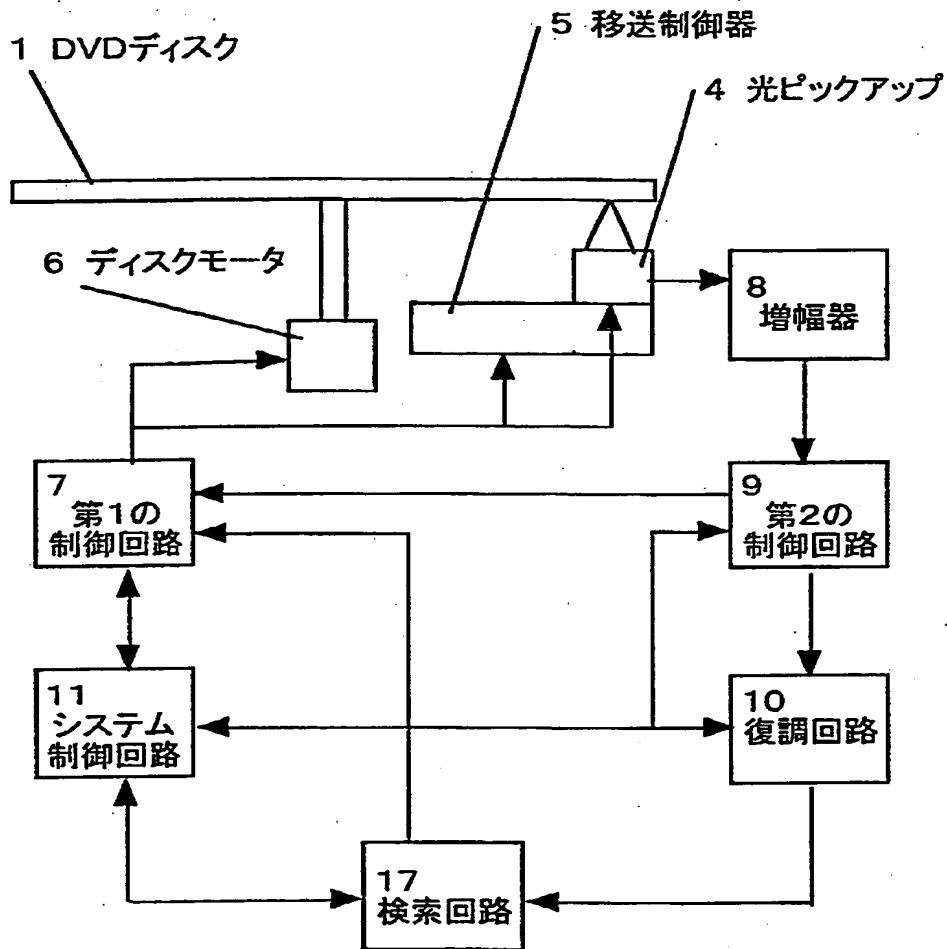 5 移送制御器
1 DVDディスク
4 光ピックアップ
6 ディスクモータ
8
増幅器
7
第1の
制御回路
9
第2の
制御回路
11
システム
制御回路
10
復調回路
17
検索回路